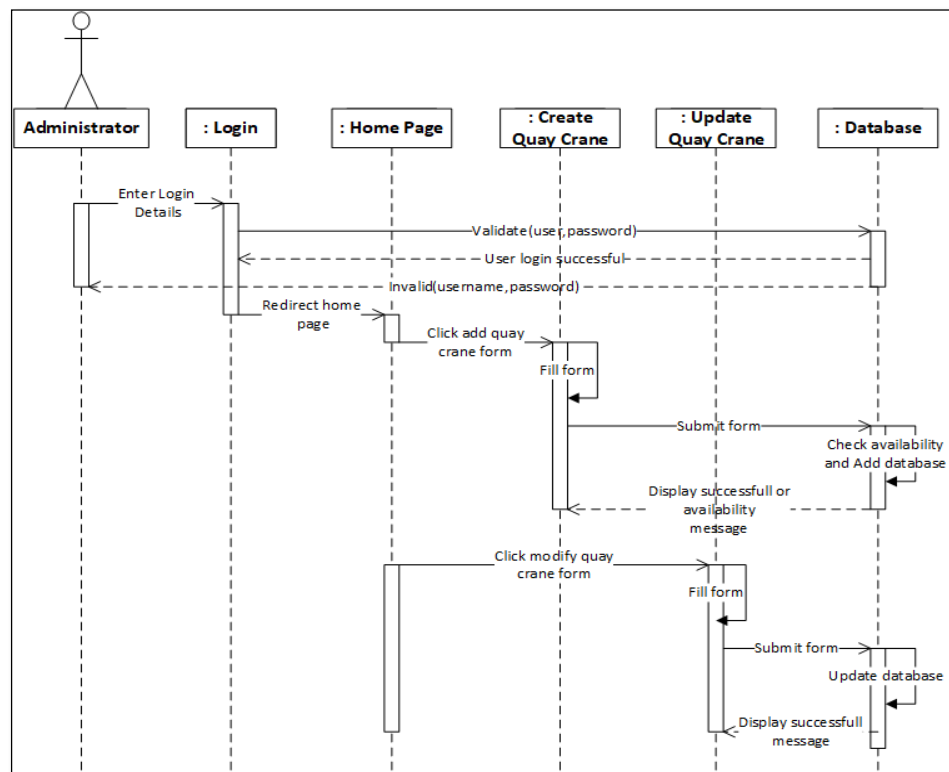 Administrator
: Login
: Home Page
: Create
Quay Crane
: Update
Quay Crane
: Database
Enter Login
Details
Validate(user,password)
User login successful
Invalid(username,password)
Redirect home
page
Click add quay
crane form
Fill form
Submit form
Check availability
and Add database
Display successfull or
availability
message
Click modify quay
crane form
Fill form
Submit form
Update database
Display successfull
message